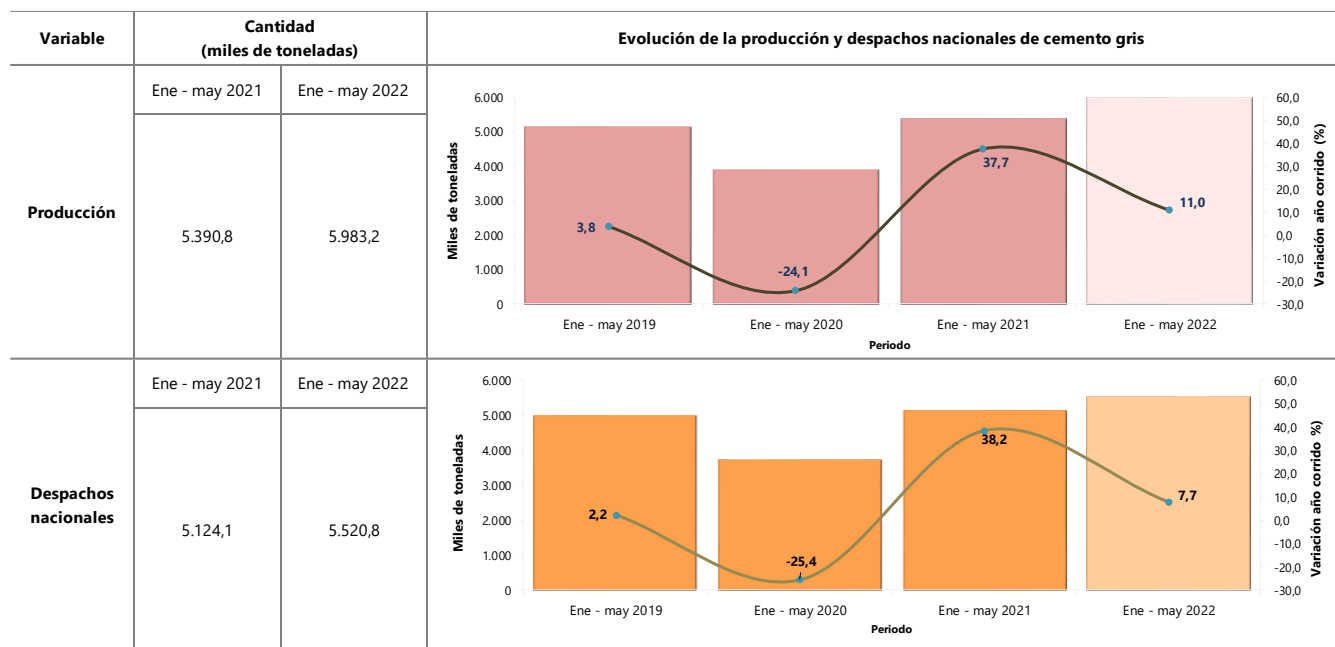 Variable
Cantidad
(miles de toneladas)
Evolución de la producción y despachos nacionales de cemento gris
Producción
Ene - may 2021
Ene - may 2022
5.390,8
5.983,2
6.000
5.000
4.000
3.000
2.000
1.000
0
Miles de toneladas
3,8
-24,1
37,7
11,0
60,0
50,0
40,0
30,0
20,0
10,0
0,0
-10,0
-20,0
-30,0
Variación año corrido (%)
Ene - may 2019
Ene - may 2020
Ene - may 2021
Ene - may 2022
Periodo
Despachos
nacionales
Ene - may 2021
Ene - may 2022
5.124,1
5.520,8
6.000
5.000
4.000
3.000
2.000
1.000
0
Miles de toneladas
2,2
-25,4
38,2
7,7
60,0
50,0
40,0
30,0
20,0
10,0
0,0
-10,0
-20,0
-30,0
Variación año corrido %)
Ene - may 2019
Ene - may 2020
Ene - may 2021
Ene - may 2022
Periodo